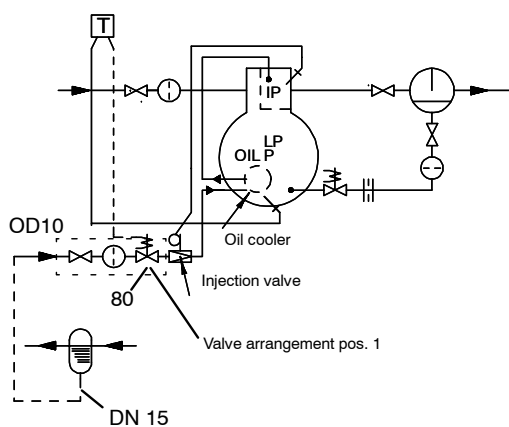 T
IP
LP
OIL P
OD10
Oil cooler
Injection valve
80
Valve arrangement pos. 1
DN 15